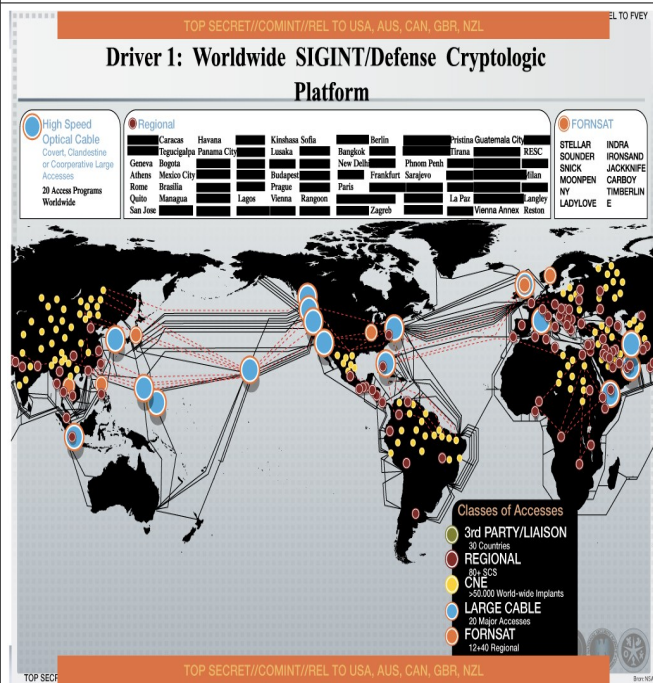 TOP SECRET//COMINT//REL TO USA, AUS, CAN, GBR, NZL
EL TO FVEY
Driver 1: Worldwide SIGINT/Defense Cryptologic
Platform
High Speed
Optical Cable
Covert, Clandestine
or Coorperative Large
Accesses
20 Access Programs
Worldwide
Regional
Caracas Havana Kinshasa Sofia Berlin Pristina Guatemala City
Tegucigalpa Panama City Lusaka Bangkok Tirana RESC
Geneva Bogota New Delhi Phnom Penh
Athens Mexico City Budapest Frankfurt Sarajevo Milan
Rome Brasilia Prague Paris
Quito Managua Lagos Vienna Rangoon La Paz Langley
San Jose Zagreb Vienna Annex Reston
FORNSAT
STELLAR INDRA
SOUNDER IRONSAND
SNICK JACKKNIFE
MOONPEN CARBOY
NY TIMBERLIN
LADYLOVE E
Classes of Accesses
3rd PARTY/LIAISON
30 Countries
REGIONAL
80+ SCS
CNE
>50.000 World-wide Implants
LARGE CABLE
20 Major Accesses
FORNSAT
12+40 Regional
TOP SECR
TOP SECRET//COMINT//REL TO USA, AUS, CAN, GBR, NZL
Bron: NSA